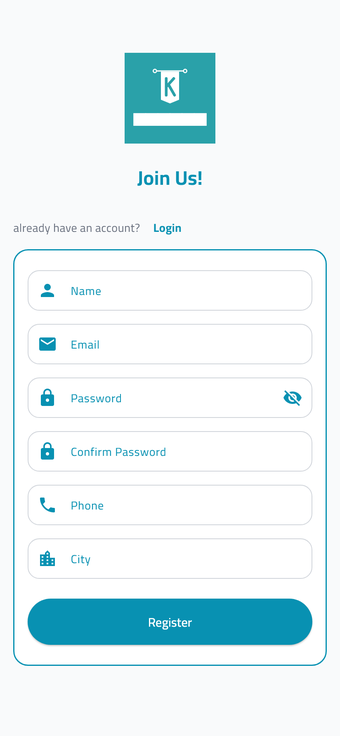 K
Join Us!
already have an account? Login
Name
Email
Password
Confirm Password
Phone
City
Register